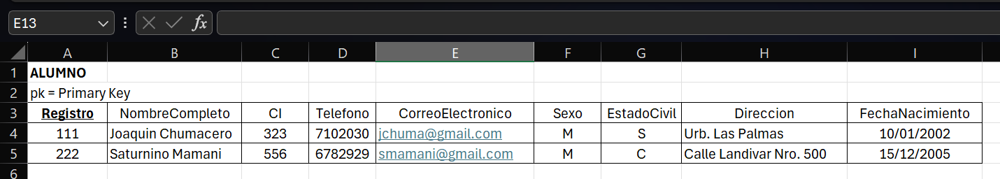 E13 fx
A B C D E F G H I
1 ALUMNO
2 pk = Primary Key
3 Registro NombreCompleto CI Telefono CorreoElectronico Sexo EstadoCivil Direccion FechaNacimiento
4 111 Joaquin Chumacero 323 7102030 jchuma@gmail.com M S Urb. Las Palmas 10/01/2002
5 222 Saturnino Mamani 556 6782929 smamani@gmail.com M C Calle Landivar Nro. 500 15/12/2005
6